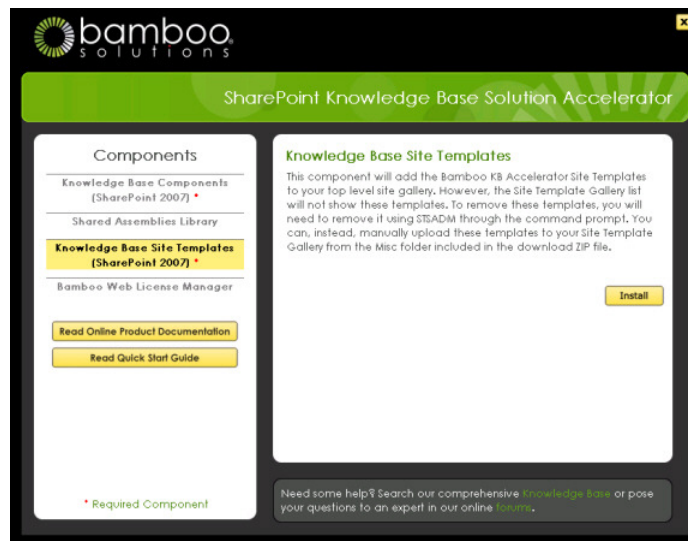 bamboo
solutions
x
SharePoint Knowledge Base Solution Accelerator
Components
Knowledge Base Components
(SharePoint 2007) *
Shared Assemblies Library
Knowledge Base Site Templates
(SharePoint 2007) *
Bamboo Web License Manager
Read Online Product Documentation
Read Quick Start Guide
* Required Component
Knowledge Base Site Templates
This component will add the Bamboo KB Accelerator Site Templates
to your top level site gallery. However, the Site Template Gallery list
will not show these templates. To remove these templates, you will
need to remove it using STSADM through the command prompt. You
can, instead, manually upload these templates to your Site Template
Gallery from the Misc folder included in the download ZIP file.
Install
Need some help? Search our comprehensive Knowledge Base or pose
your questions to an expert in our online forums.